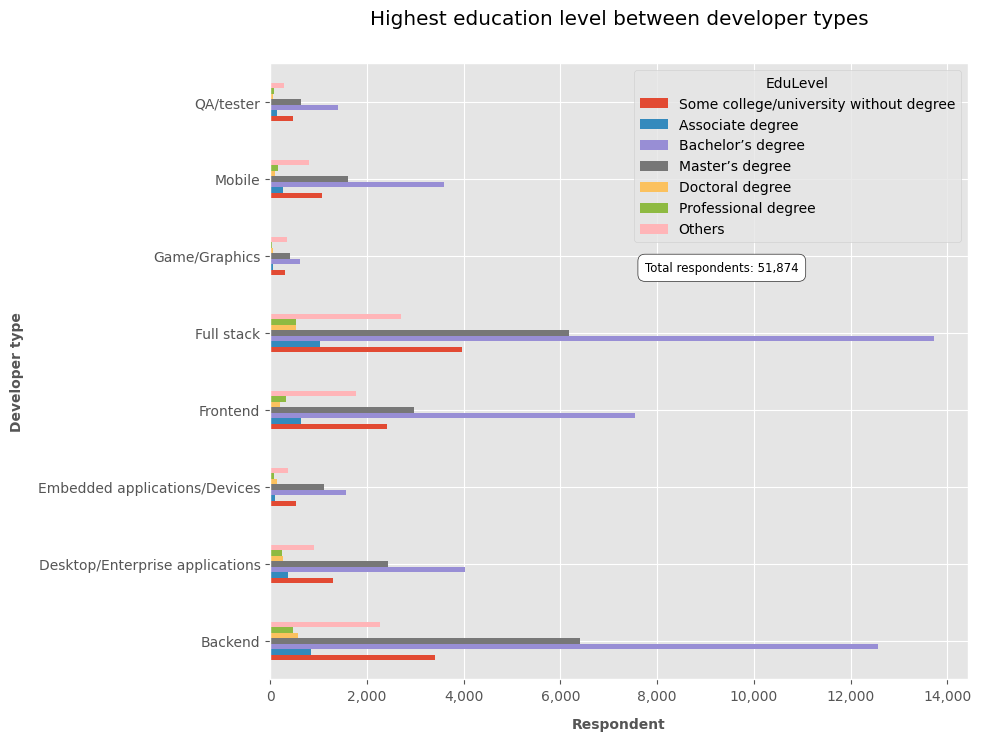 Highest education level between developer types
EduLevel
Some college/university without degree
Associate degree
Bachelor’s degree
Master’s degree
Doctoral degree
Professional degree
Others
Total respondents: 51,874
Developer type
QA/tester
Mobile
Game/Graphics
Full stack
Frontend
Embedded applications/Devices
Desktop/Enterprise applications
Backend
0 2,000 4,000 6,000 8,000 10,000 12,000 14,000
Respondent